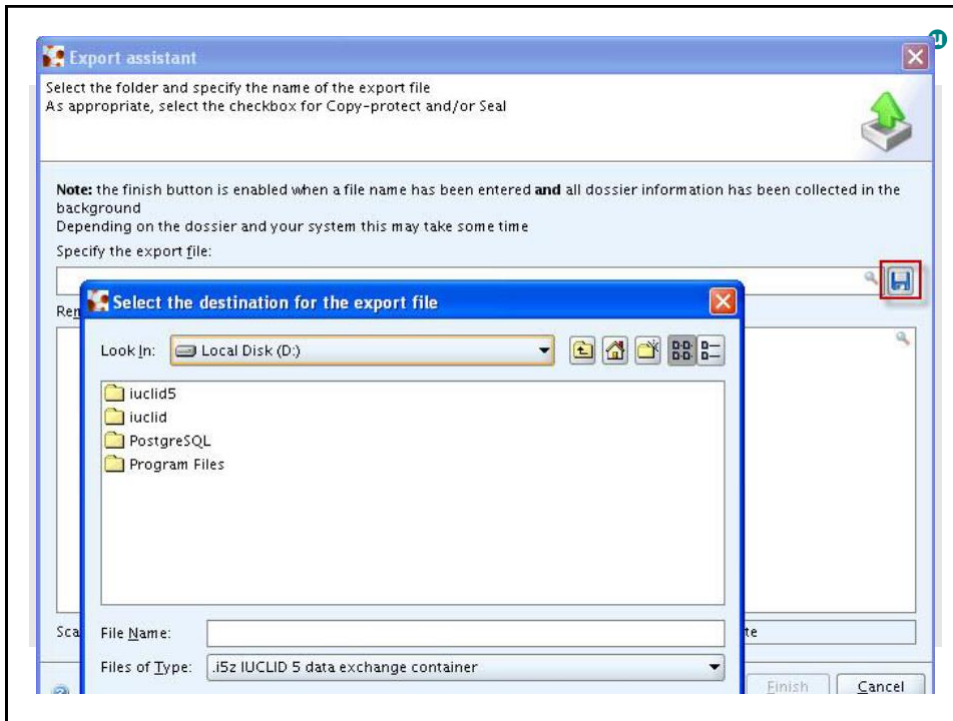 Export assistant
Select the folder and specify the name of the export file
As appropriate, select the checkbox for Copy-protect and/or Seal
Note: the finish button is enabled when a file name has been entered and all dossier information has been collected in the
background
Depending on the dossier and your system this may take some time
Specify the export file:
Select the destination for the export file
Look In: Local Disk (D:)
iuclid5
iuclid
PostgreSQL
Program Files
File Name:
Files of Type: .i5z IUCLID 5 data exchange container
Finish Cancel